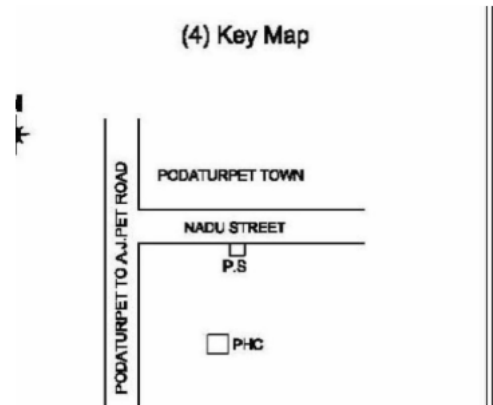 (4) Key Map
PODATURPET TOWN
PODATURPET TO A.J.PET ROAD
NADU STREET
P.S
PHC